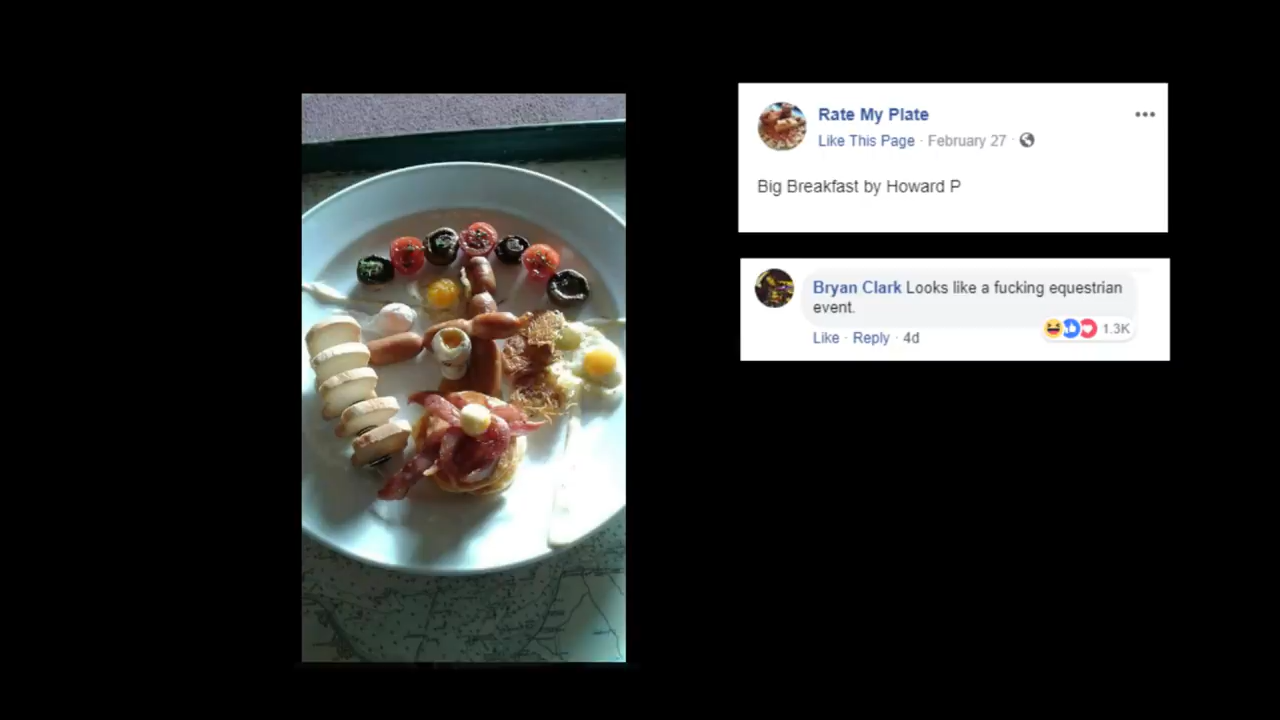 Rate My Plate
Like This Page · February 27 ·
Big Breakfast by Howard P
Bryan Clark Looks like a fucking equestrian
event.
1.3K
Like · Reply · 4d